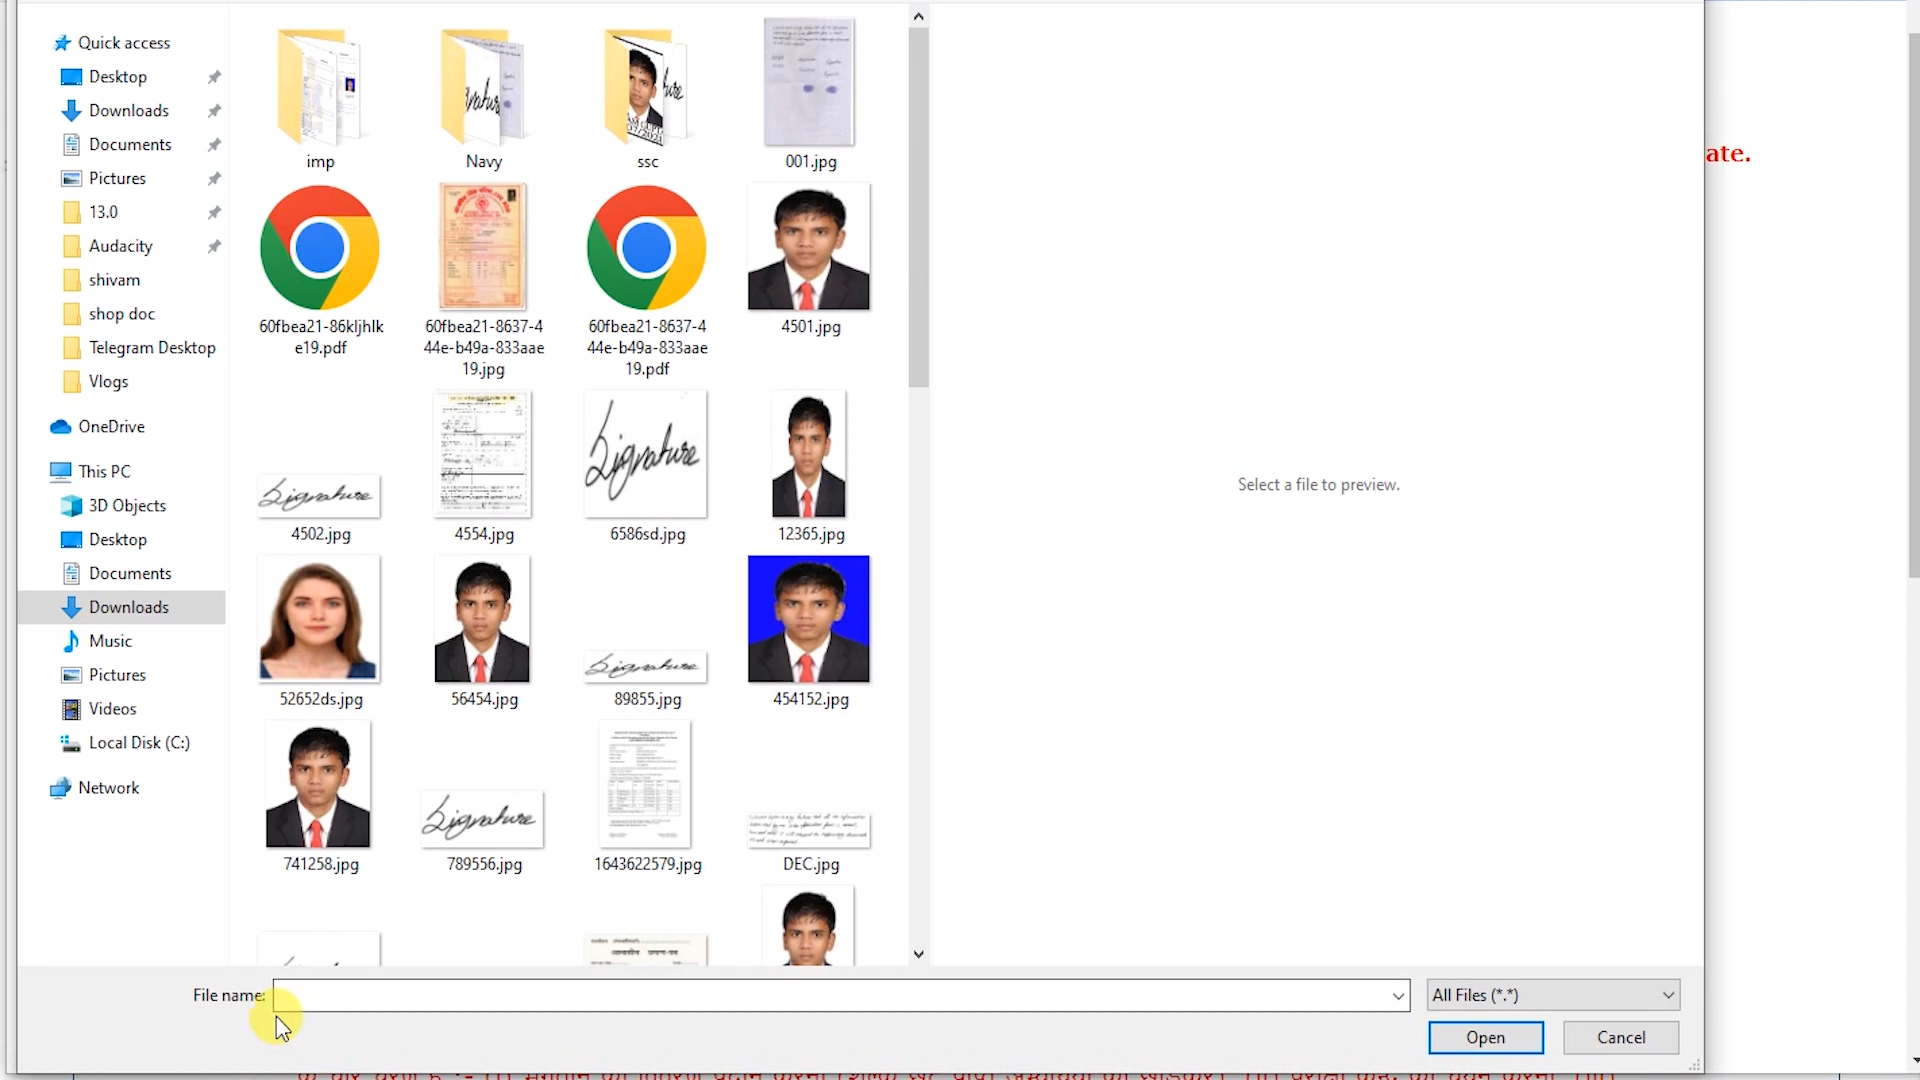 Quick access
Desktop
Downloads
Documents
Pictures
13.0
Audacity
shivam
shop doc
Telegram Desktop
Vlogs
OneDrive
This PC
3D Objects
Desktop
Documents
Downloads
Music
Pictures
Videos
Local Disk (C:)
Network
imp
Navy
ssc
001.jpg
60fbea21-86kljhlk
e19.pdf
60fbea21-8637-4
44e-b49a-833aae
19.jpg
60fbea21-8637-4
44e-b49a-833aae
19.pdf
4501.jpg
Signature
4502.jpg
4554.jpg
Signature
6586sd.jpg
12365.jpg
52652ds.jpg
56454.jpg
Signature
89855.jpg
454152.jpg
741258.jpg
Signature
789556.jpg
1643622579.jpg
DEC.jpg
Select a file to preview.
ate.
File name:
All Files (*.*)
Open
Cancel